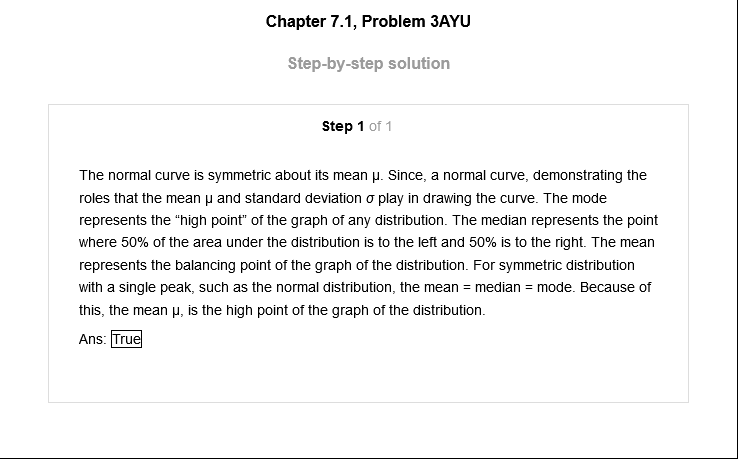 Chapter 7.1, Problem 3AYU
Step-by-step solution
Step 1 of 1
The normal curve is symmetric about its mean μ. Since, a normal curve, demonstrating the
roles that the mean μ and standard deviation σ play in drawing the curve. The mode
represents the “high point” of the graph of any distribution. The median represents the point
where 50% of the area under the distribution is to the left and 50% is to the right. The mean
represents the balancing point of the graph of the distribution. For symmetric distribution
with a single peak, such as the normal distribution, the mean = median = mode. Because of
this, the mean μ, is the high point of the graph of the distribution.
Ans: True